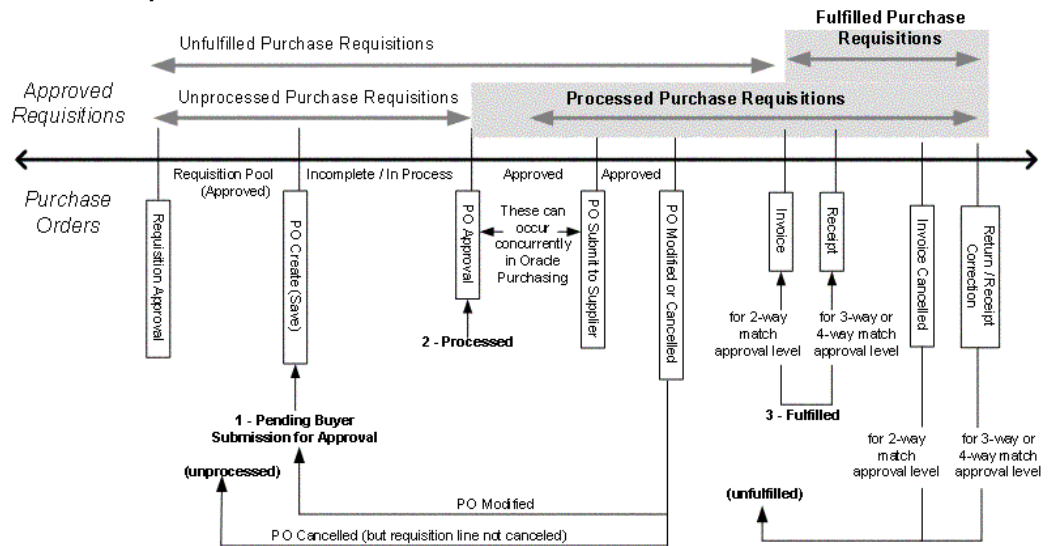 Fulfilled Purchase
Requisitions
Unfulfilled Purchase Requisitions
Approved
Requisitions
Unprocessed Purchase Requisitions
Processed Purchase Requisitions
Purchase
Orders
Requisition Pool
(Approved)
Incomplete / In Process
Approved
Approved
Requisition Approval
PO Create (Save)
PO Approval
These can
occur
concurrently
in Oracle
Purchasing
PO Submit to Supplier
PO Modified or Cancelled
Invoice
Receipt
Invoice Cancelled
Return / Receipt
Correction
2 - Processed
for 2-way
match
approval level
for 3-way or
4-way match
approval level
3 - Fulfilled
1 - Pending Buyer
Submission for Approval
(unprocessed)
for 2-way
match
approval level
for 3-way or
4-way match
approval level
(unfulfilled)
PO Modified
PO Cancelled (but requisition line not canceled)